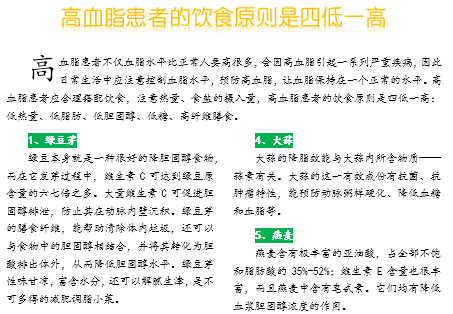 高血脂患者的饮食原则是四低一高
高血脂患者不仅血脂水平比正常人要高很多，会因高血脂引起一系列严重疾病，因此
日常生活中应注意控制血脂水平，预防高血脂，让血脂保持在一个正常的水平。高
血脂患者应合理搭配饮食，注意热量、食盐的摄入量，高血脂患者的饮食原则是四低一高：
低热量、低脂肪、低胆固醇、低糖、高纤维膳食。
1、绿豆芽
绿豆本身就是一种很好的降胆固醇食物，
而在它发芽过程中，维生素 C 可达到绿豆原
含量的六七倍之多。大量维生素 C 可促进胆
固醇排泄，防止其在动脉内壁沉积。绿豆芽
的膳食纤维，能帮助清除体内垃圾，还可以
与食物中的胆固醇相结合，并将其转化为胆
酸排出体外，从而降低胆固醇水平。绿豆芽
性味甘凉，富含水分，还可以解腻生津，是不
可多得的减肥调脂小菜。
4、大蒜
大蒜的降脂效能与大蒜内所含物质——
蒜素有关。大蒜的这一有效成份有抗菌、抗
肿瘤特性，能预防动脉粥样硬化、降低血糖
和血脂等。
5、燕麦
燕麦含有极丰富的亚油酸，占全部不饱
和脂肪酸的 35%-52%；维生素 E 含量也很丰
富，而且燕麦中含有皂甙素。它们均有降低
血浆胆固醇浓度的作用。